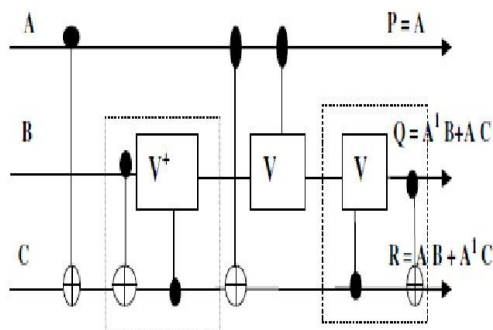 A P = A
B Q = A¹ B+A C
V⁺ V V
C R = A B + A¹ C